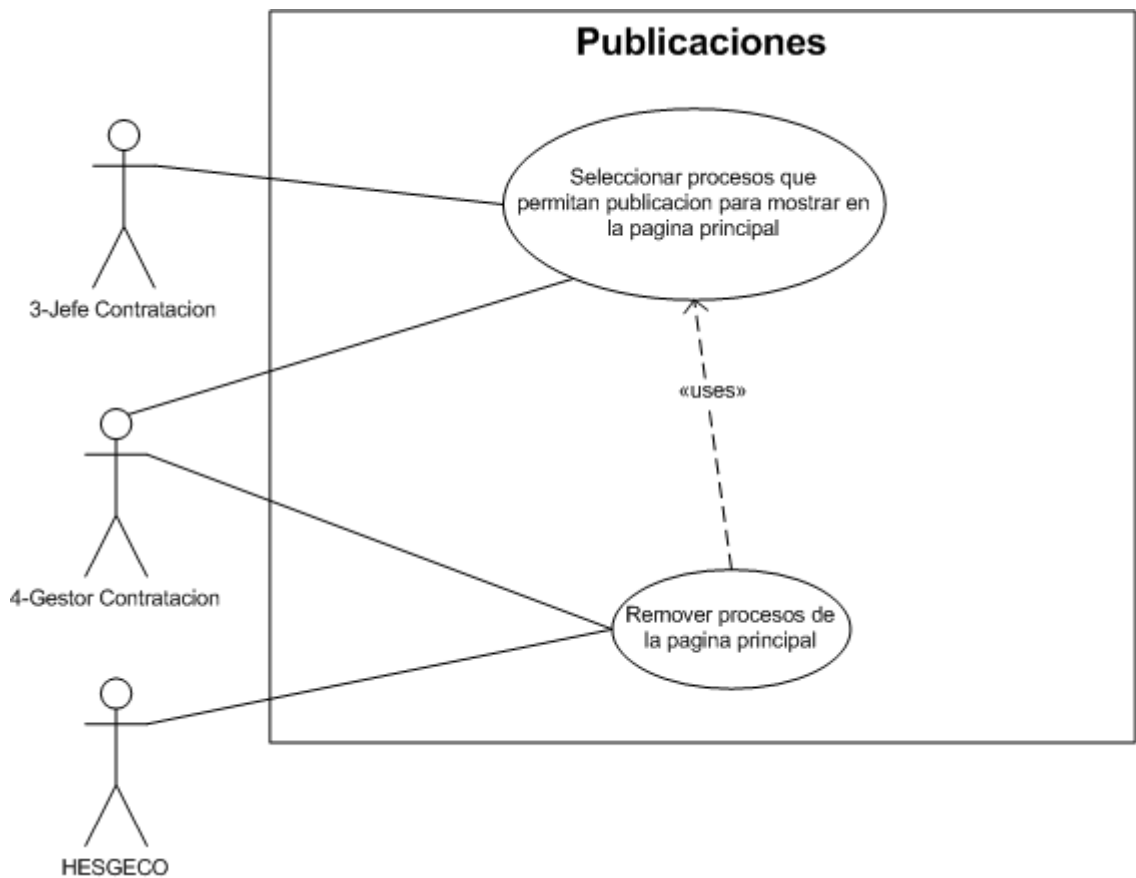 Publicaciones
Seleccionar procesos que
permitan publicacion para mostrar en
la pagina principal
3-Jefe Contratacion
«uses»
4-Gestor Contratacion
Remover procesos de
la pagina principal
HESGECO